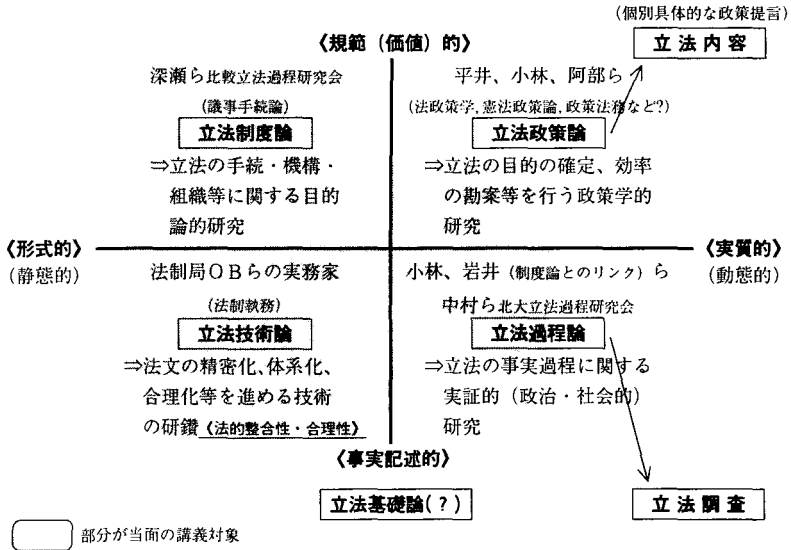 (個別具体的な政策提言)
立法内容
〈規範（価値）的〉
深瀬ら比較立法過程研究会
(議事手続論)
立法制度論
⇒立法の手続・機構・
組織等に関する目的
論的研究
平井、小林、阿部ら
(法政策学, 憲法政策論, 政策法務など?)
立法政策論
⇒立法の目的の確定、効率
の勘案等を行う政策学的
研究
〈形式的〉
(静態的)
〈実質的〉
(動態的)
法制局OBらの実務家
(法制執務)
立法技術論
⇒法文の精密化、体系化、
合理化等を進める技術
の研鑽〈法的整合性・合理性〉
小林、岩井（制度論とのリンク）ら
中村ら北大立法過程研究会
立法過程論
⇒立法の事実過程に関する
実証的（政治・社会的）
研究
〈事実記述的〉
立法基礎論(？)
立法調査
部分が当面の講義対象